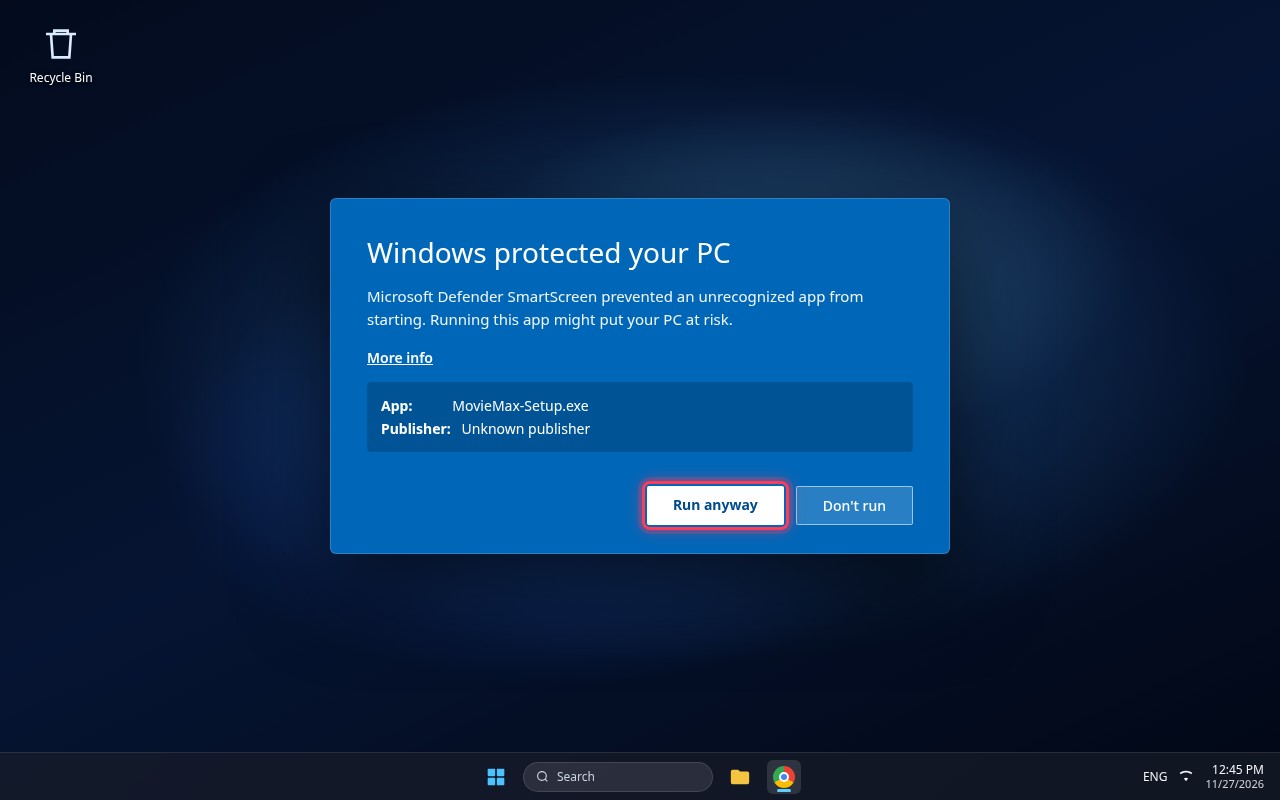 Recycle Bin
Windows protected your PC
Microsoft Defender SmartScreen prevented an unrecognized app from
starting. Running this app might put your PC at risk.
More info
App: MovieMax-Setup.exe
Publisher: Unknown publisher
Run anyway
Don't run
Search
ENG
12:45 PM
11/27/2026